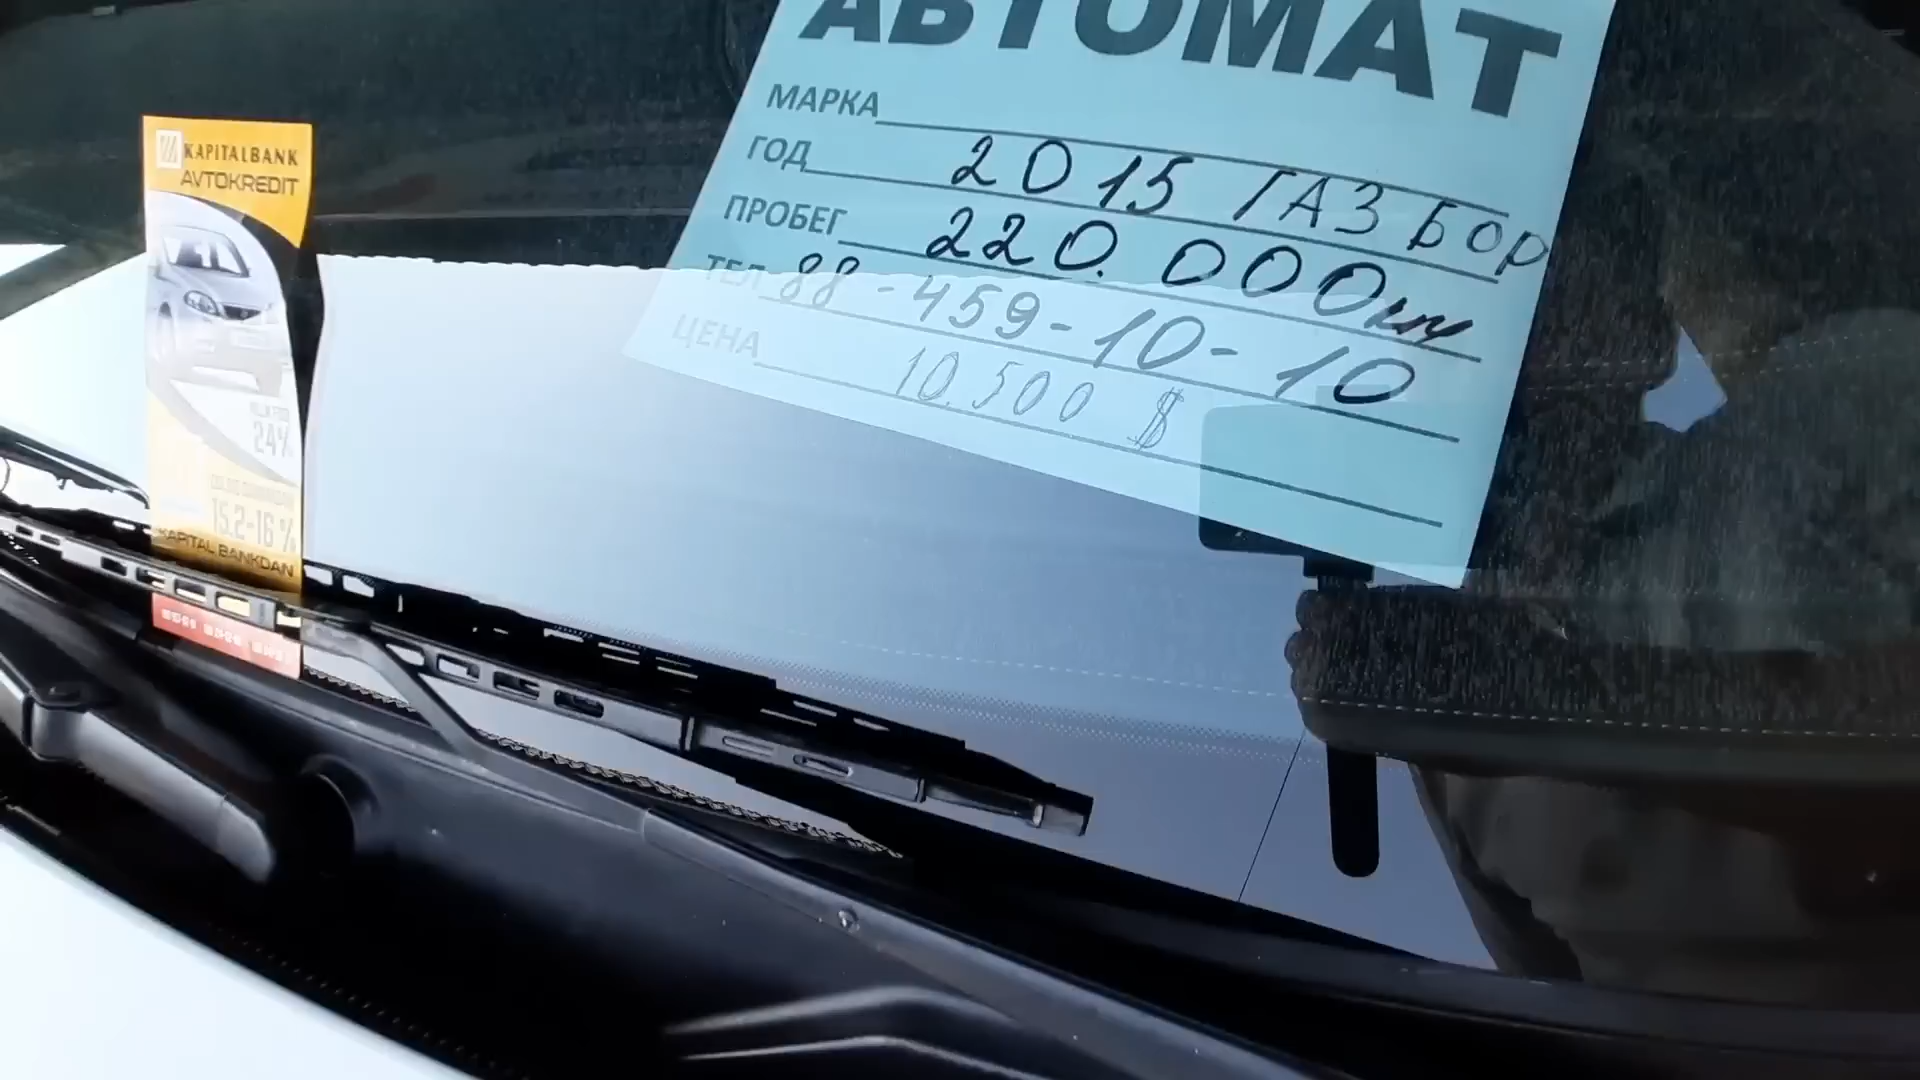 АВТОМАТ
МАРКА
ГОД 2015 ГАЗ БОР
ПРОБЕГ 220.000км
ТЕЛ 88-459-10-10
ЦЕНА 10.500 $
KAPITALBANK
AVTOKREDIT
24%
15.2-16 %
KAPITAL BANKDAN